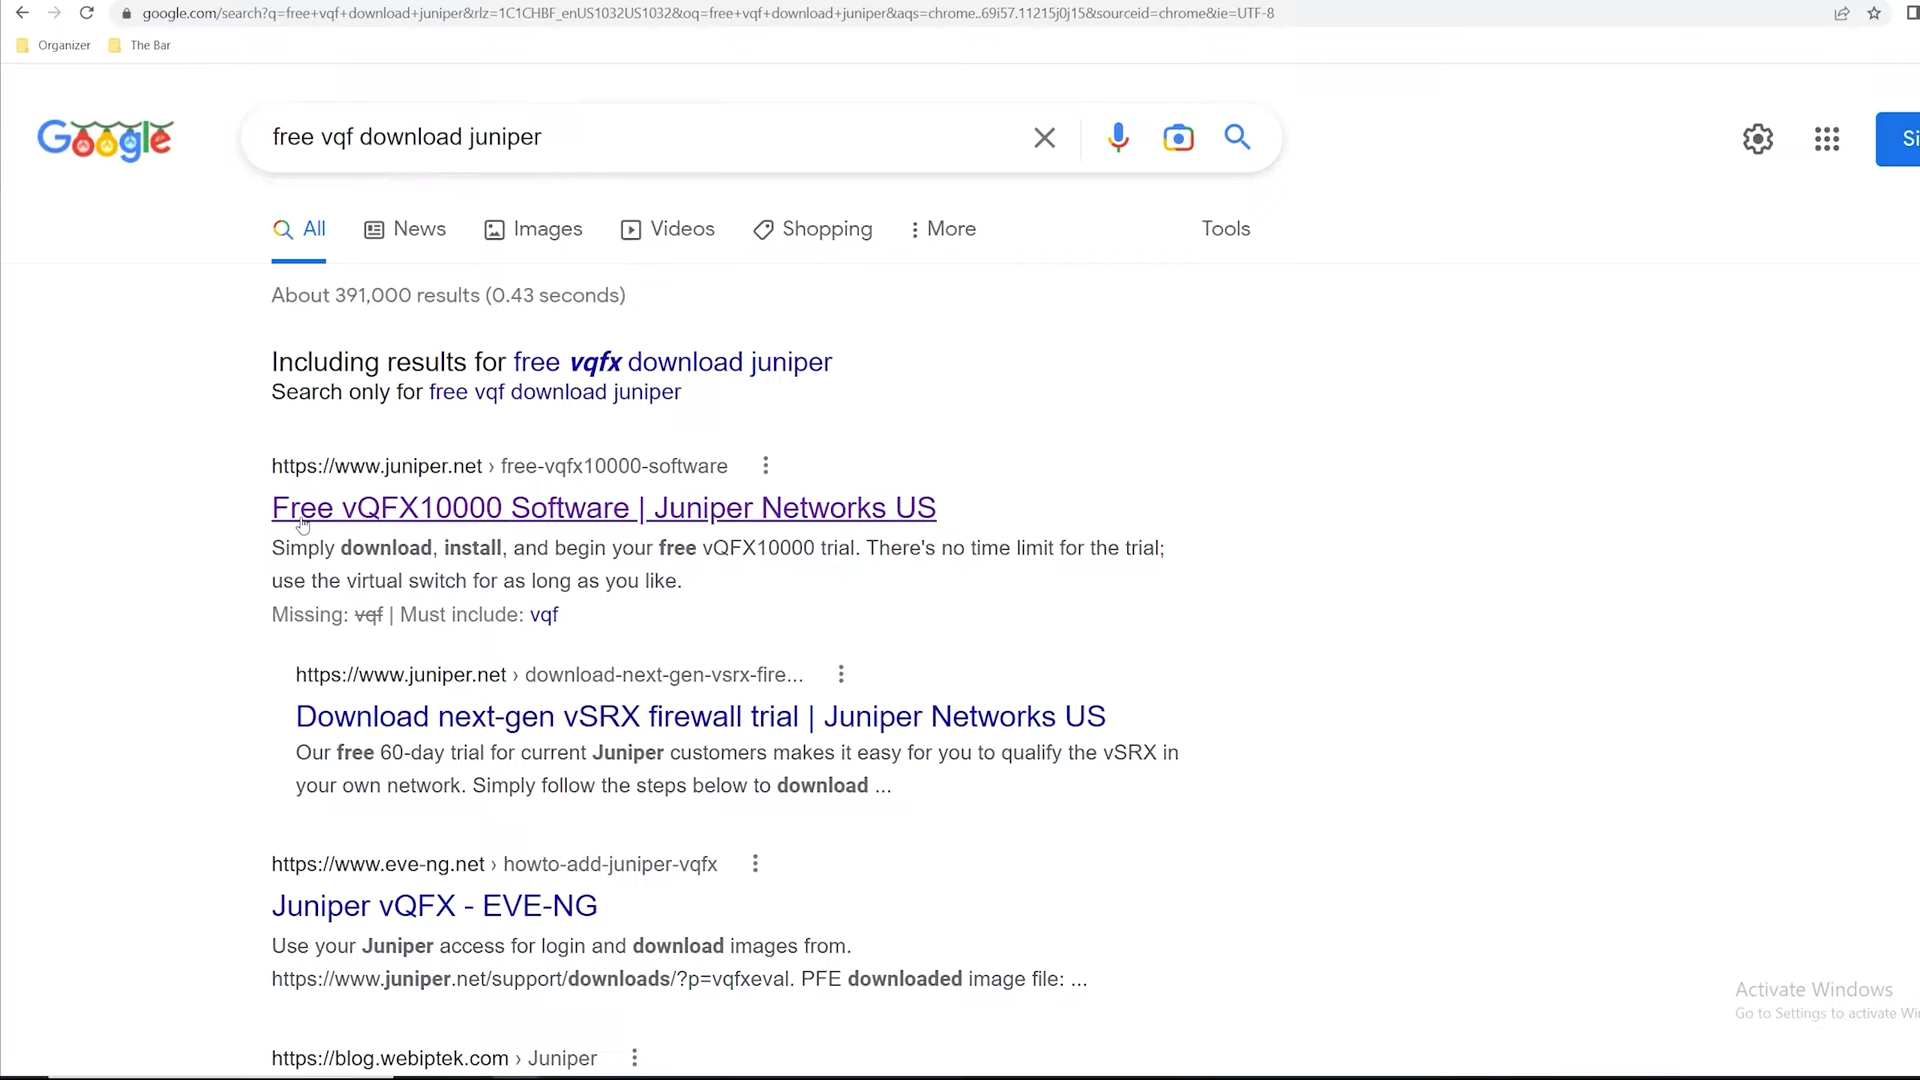 google.com/search?q=free+vqf+download+juniper&rlz=1C1CHBF_enUS1032US1032&oq=free+vqf+download+juniper&aqs=chrome..69i57.11215j0j15&sourceid=chrome&ie=UTF-8
Organizer The Bar
Google free vqf download juniper
All News Images Videos Shopping More Tools
About 391,000 results (0.43 seconds)
Including results for free vqfx download juniper
Search only for free vqf download juniper
https://www.juniper.net › free-vqfx10000-software
Free vQFX10000 Software | Juniper Networks US
Simply download, install, and begin your free vQFX10000 trial. There's no time limit for the trial;
use the virtual switch for as long as you like.
Missing: vqf | Must include: vqf
https://www.juniper.net › download-next-gen-vsrx-fire...
Download next-gen vSRX firewall trial | Juniper Networks US
Our free 60-day trial for current Juniper customers makes it easy for you to qualify the vSRX in
your own network. Simply follow the steps below to download ...
https://www.eve-ng.net › howto-add-juniper-vqfx
Juniper vQFX - EVE-NG
Use your Juniper access for login and download images from.
https://www.juniper.net/support/downloads/?p=vqfxeval. PFE downloaded image file: ...
Activate Windows
Go to Settings to activate
https://blog.webiptek.com › Juniper